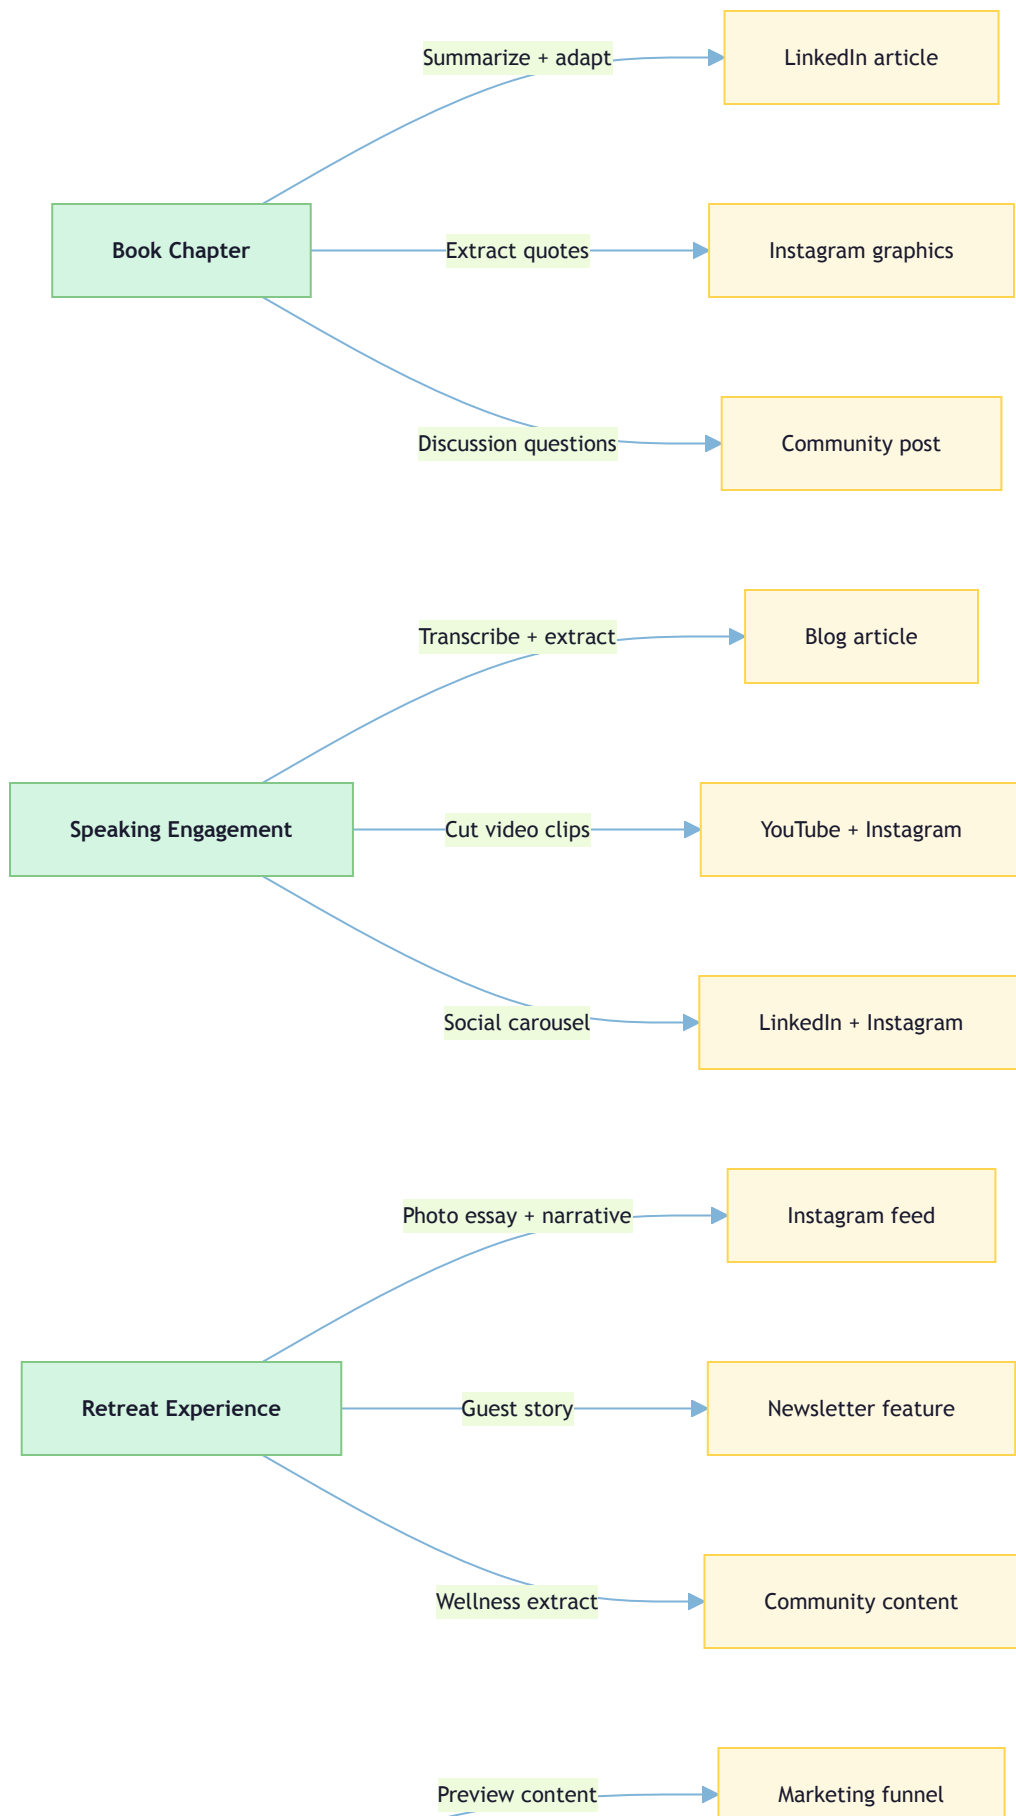 Summarize + adapt
LinkedIn article
Book Chapter
Extract quotes
Instagram graphics
Discussion questions
Community post
Transcribe + extract
Blog article
Speaking Engagement
Cut video clips
YouTube + Instagram
Social carousel
LinkedIn + Instagram
Photo essay + narrative
Instagram feed
Retreat Experience
Guest story
Newsletter feature
Wellness extract
Community content
Preview content
Marketing funnel